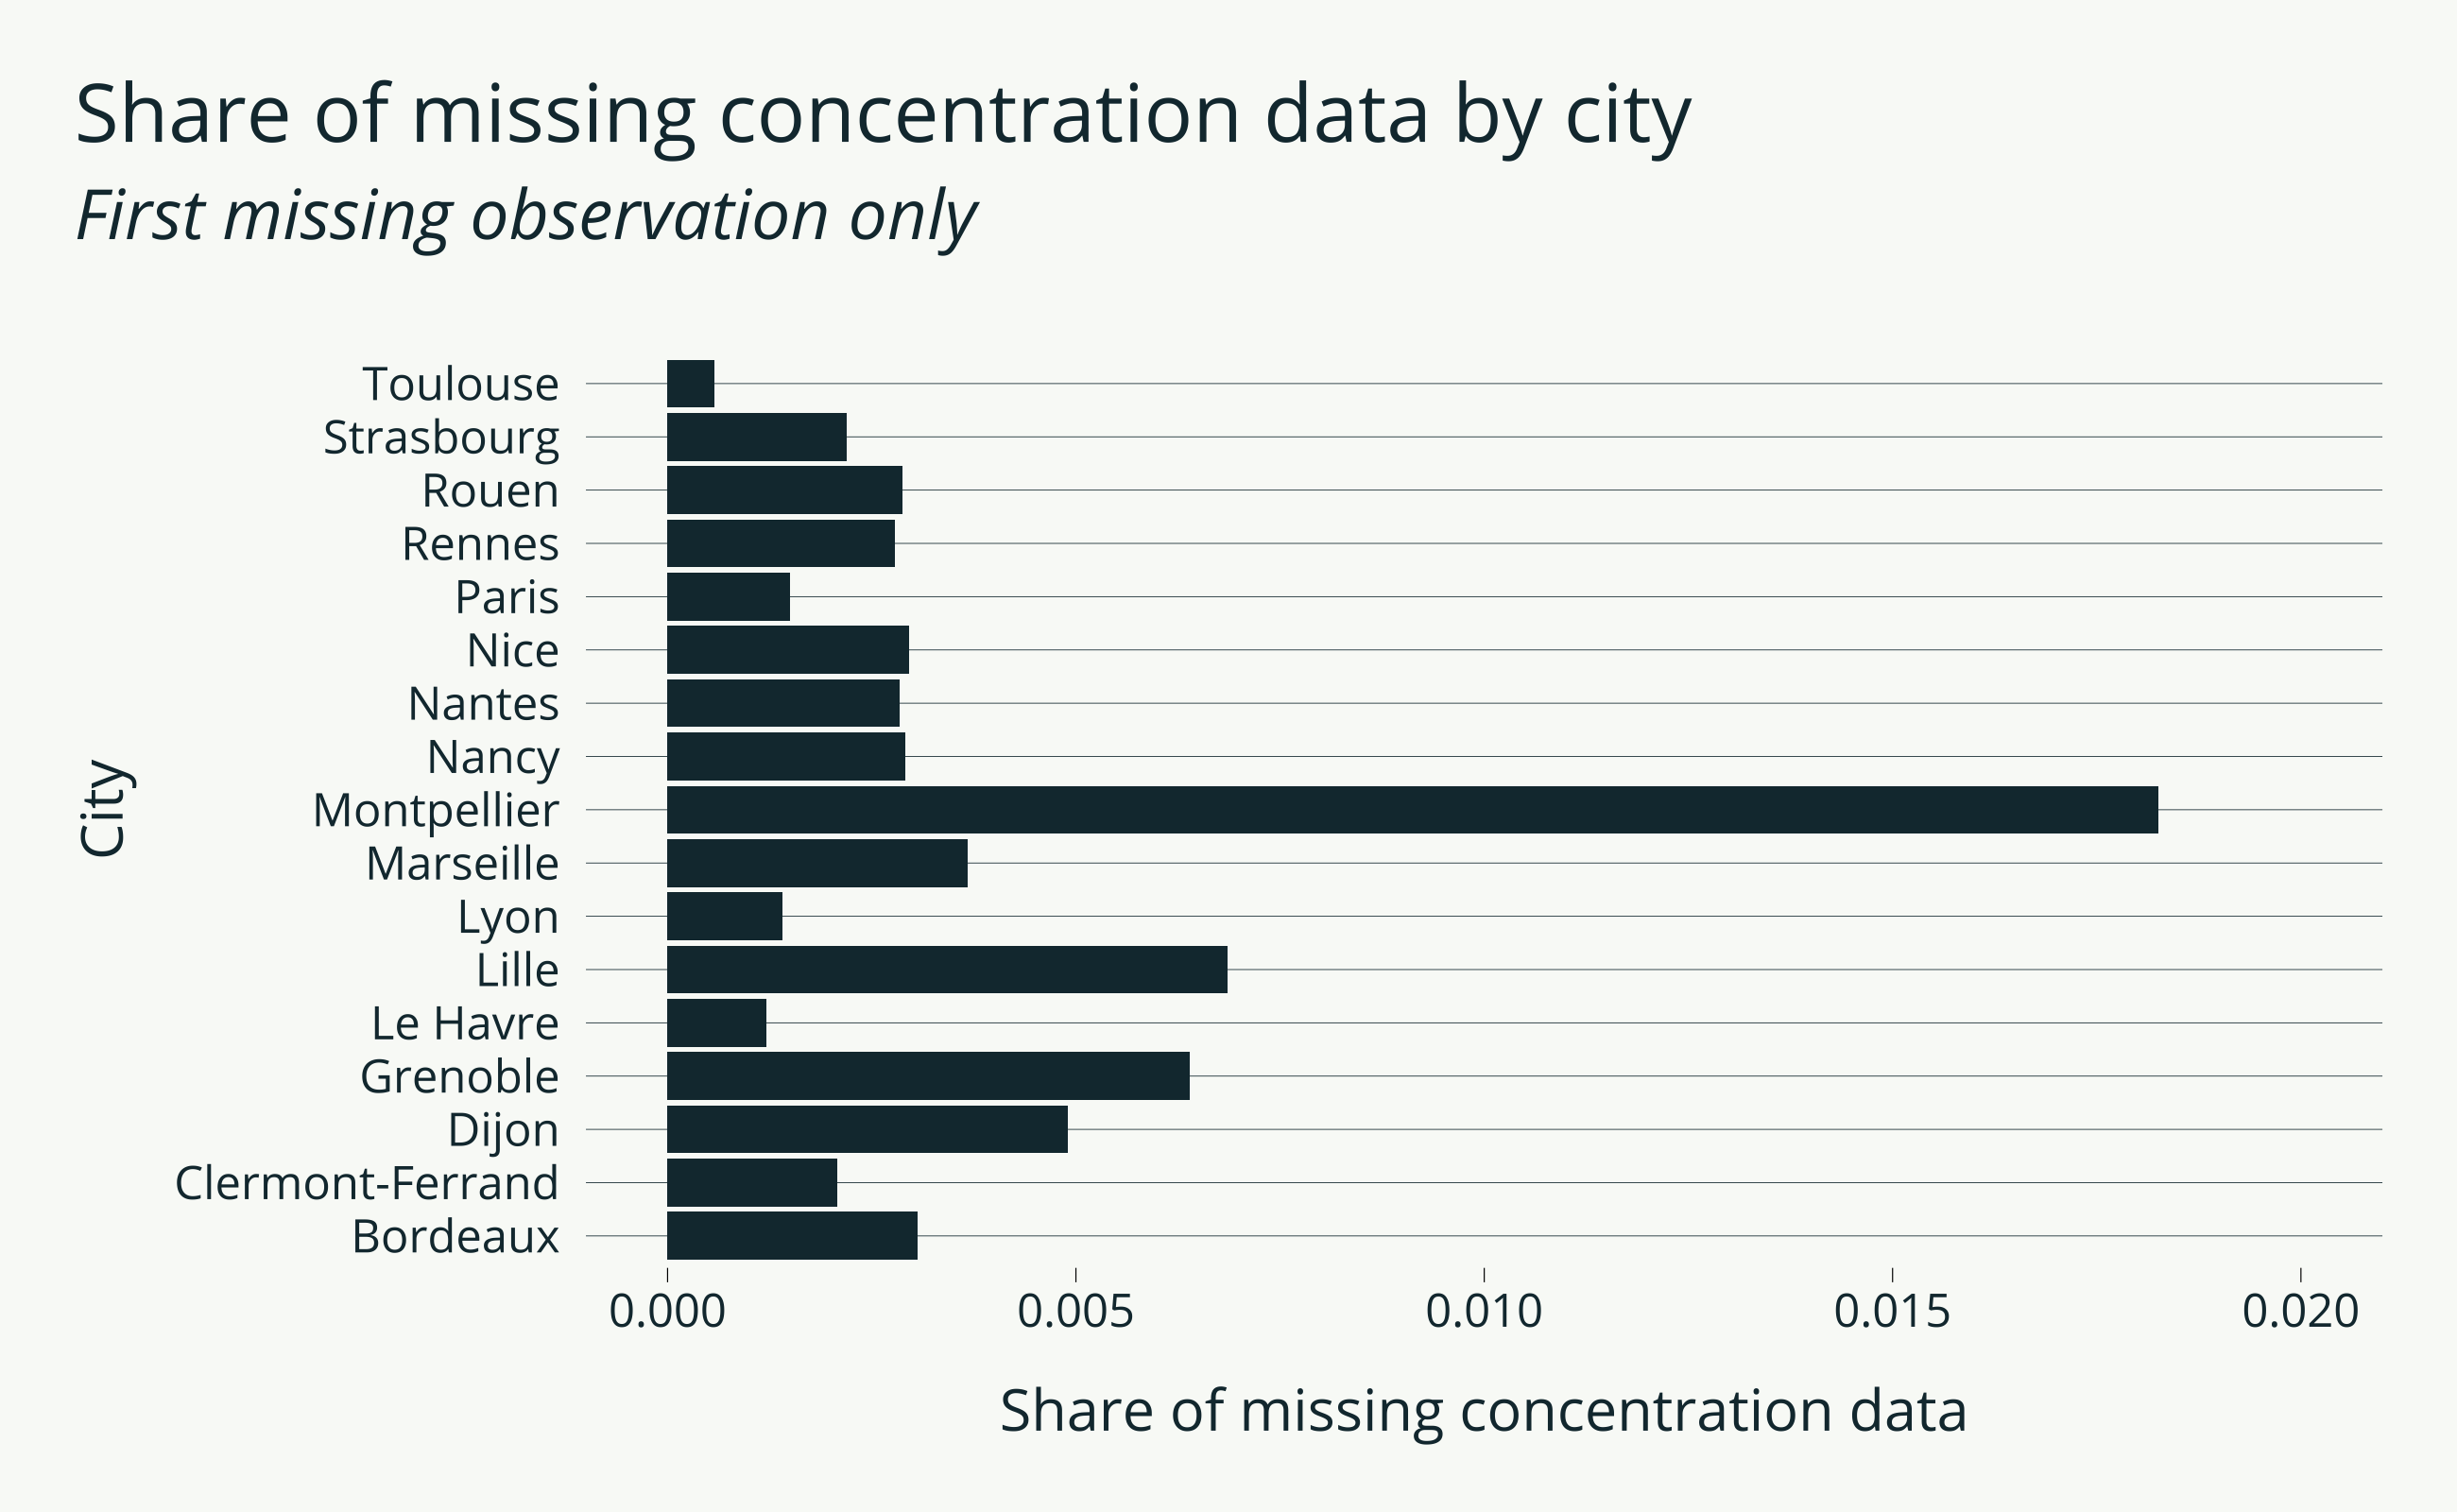 Share of missing concentration data by city
First missing observation only
City
Toulouse
Strasbourg
Rouen
Rennes
Paris
Nice
Nantes
Nancy
Montpellier
Marseille
Lyon
Lille
Le Havre
Grenoble
Dijon
Clermont-Ferrand
Bordeaux
0.000 0.005 0.010 0.015 0.020
Share of missing concentration data